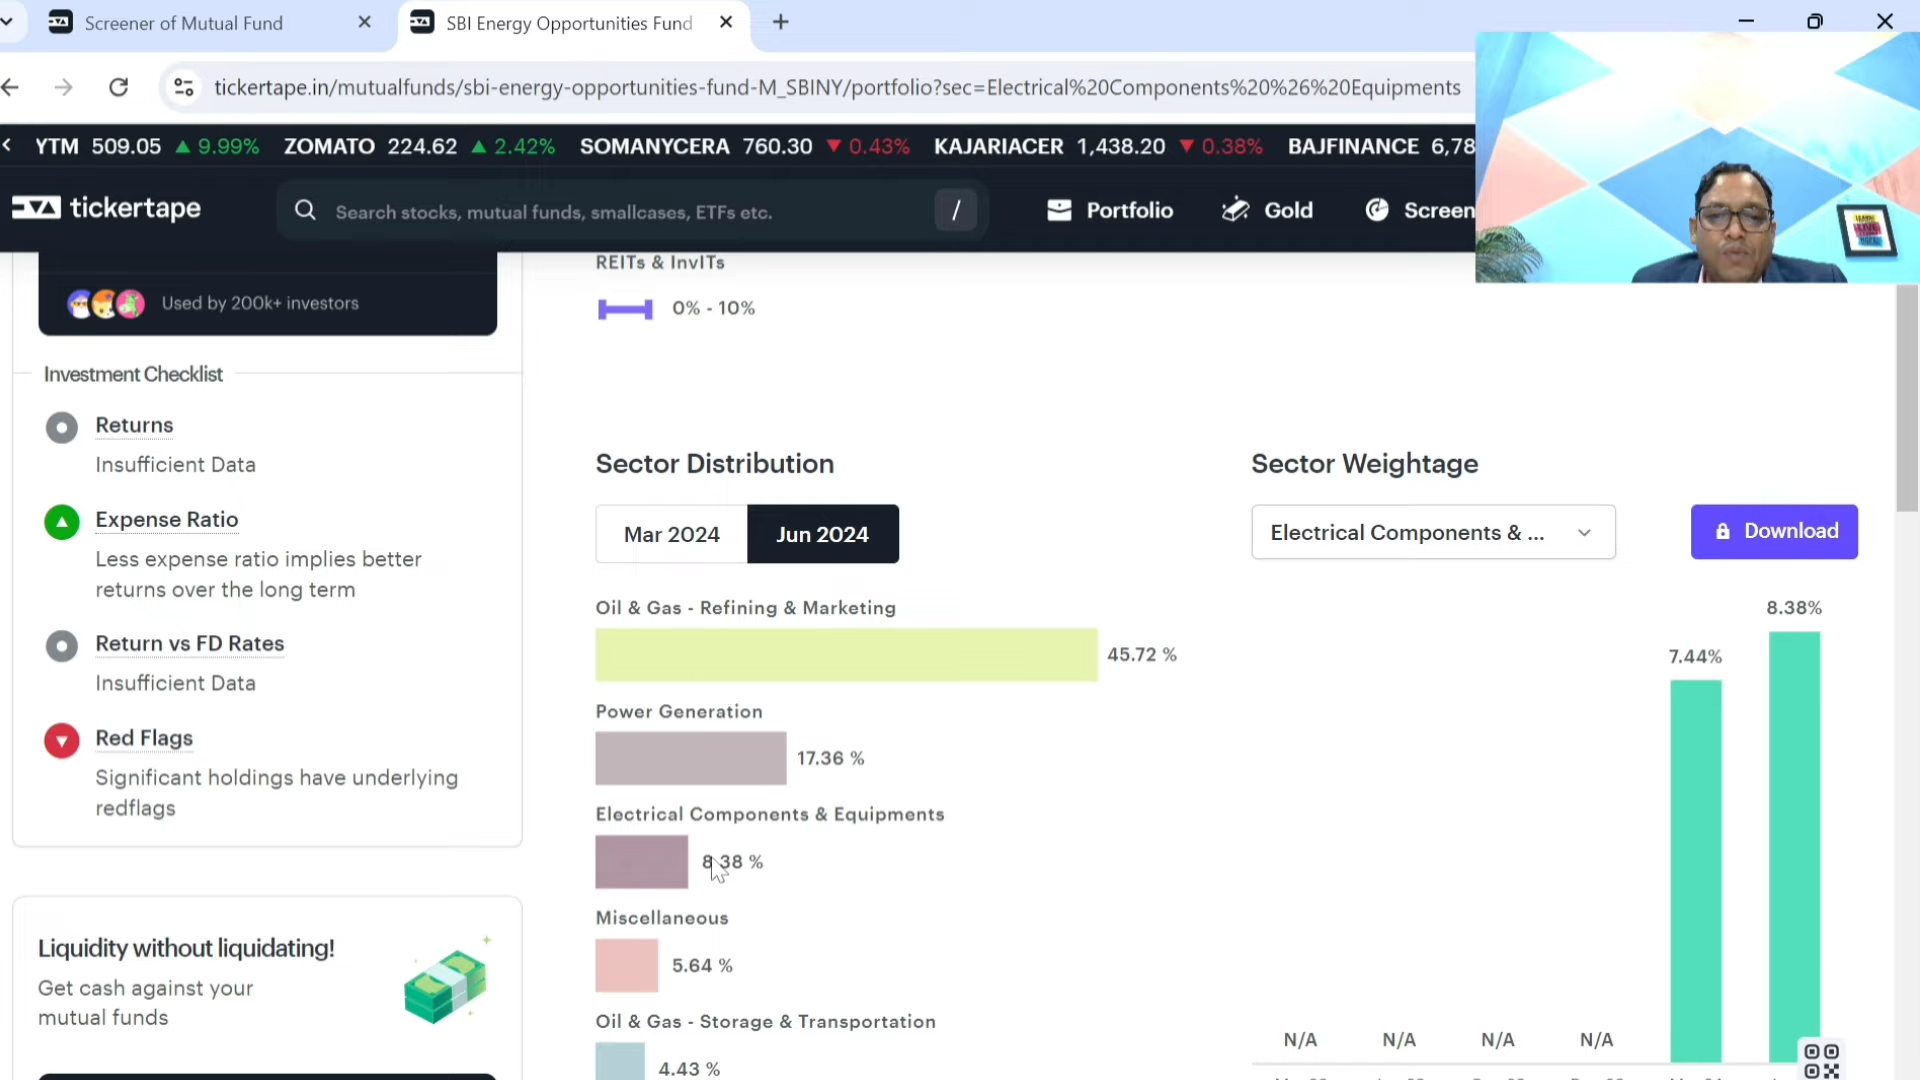 Screener of Mutual Fund
SBI Energy Opportunities Fund
tickertape.in/mutualfunds/sbi-energy-opportunities-fund-M_SBINY/portfolio?sec=Electrical%20Components%20%26%20Equipments
YTM 509.05 ▲ 9.99% ZOMATO 224.62 ▲ 2.42% SOMANYCERA 760.30 ▼ 0.43% KAJARIACER 1,438.20 ▼ 0.38% BAJFINANCE 6,78
tickertape
Search stocks, mutual funds, smallcases, ETFs etc.
/
Portfolio
Gold
Screen
Used by 200k+ investors
Investment Checklist
Returns
Insufficient Data
Expense Ratio
Less expense ratio implies better
returns over the long term
Return vs FD Rates
Insufficient Data
Red Flags
Significant holdings have underlying
redflags
Liquidity without liquidating!
Get cash against your
mutual funds
REITs & InvITs
0% - 10%
Sector Distribution
Mar 2024
Jun 2024
Oil & Gas - Refining & Marketing
45.72 %
Power Generation
17.36 %
Electrical Components & Equipments
8.38 %
Miscellaneous
5.64 %
Oil & Gas - Storage & Transportation
4.43 %
Sector Weightage
Electrical Components & ...
Download
8.38%
7.44%
N/A N/A N/A N/A